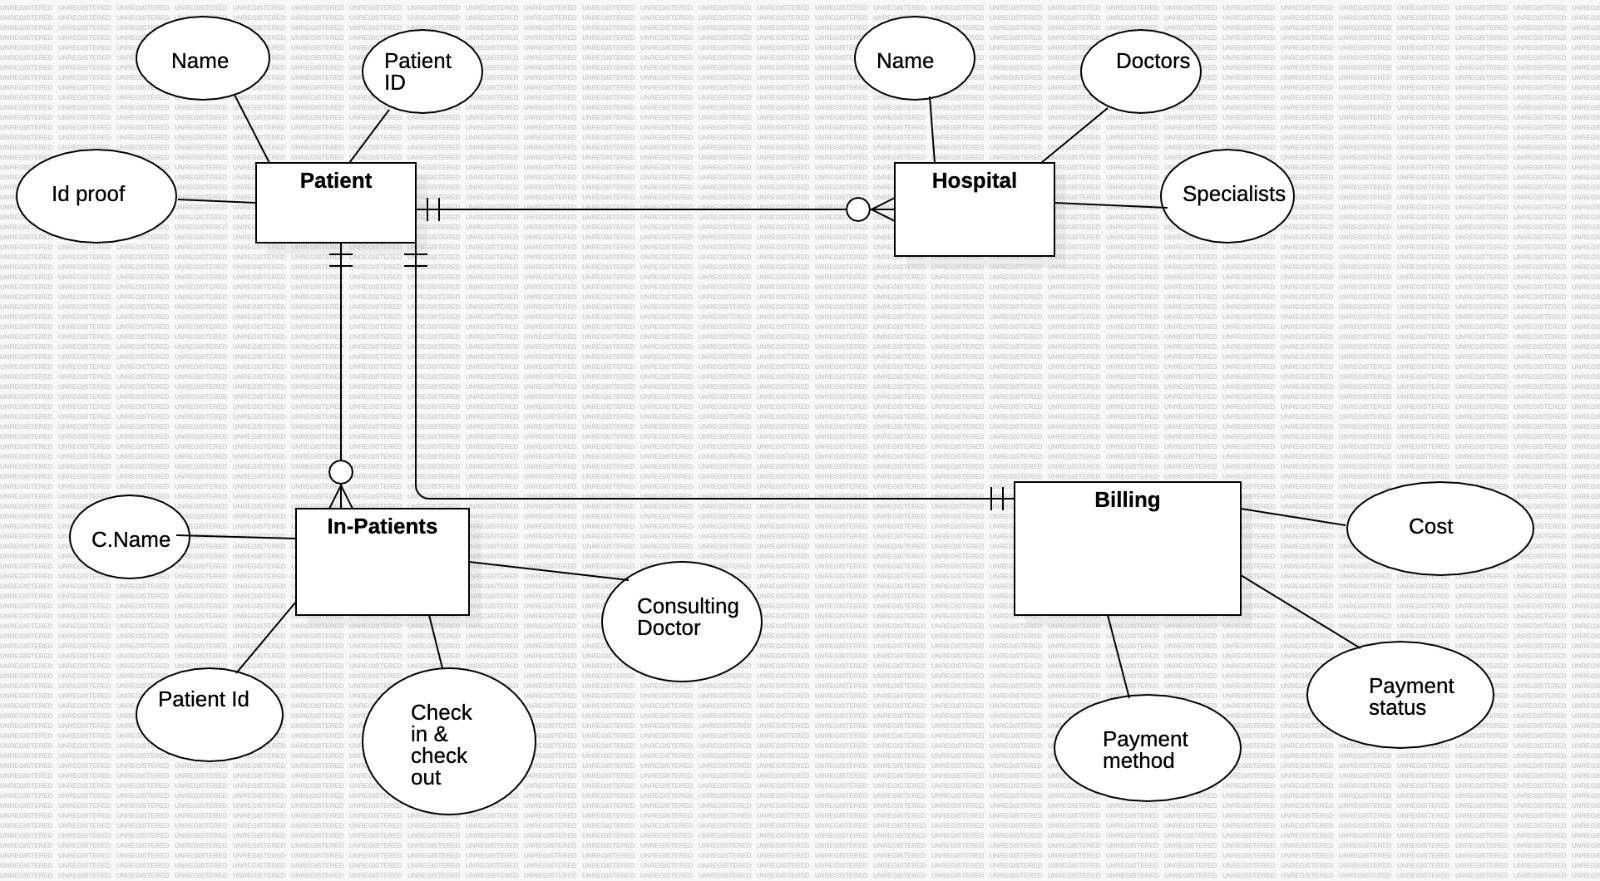 Name
Patient
ID
Name
Doctors
Id proof
Patient
Hospital
Specialists
In-Patients
Billing
C.Name
Cost
Consulting
Doctor
Patient Id
Check
in &
check
out
Payment
status
Payment
method
UNREGISTERED